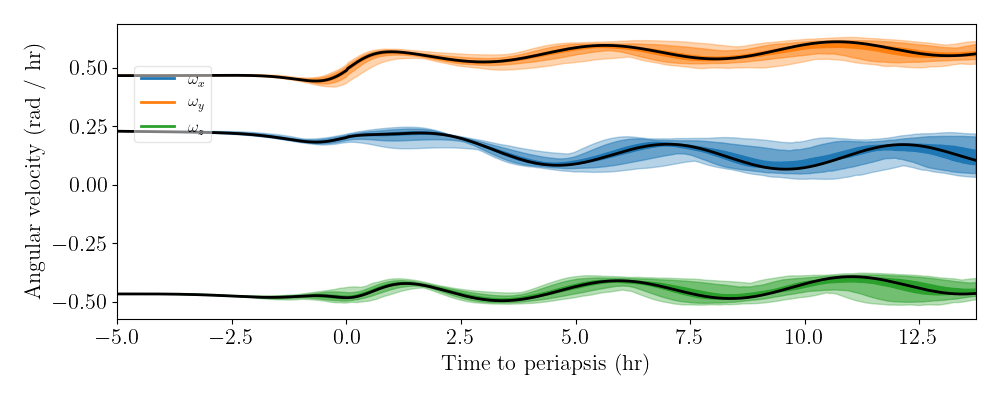 Angular velocity (rad / hr)
0.50
0.25
0.00
−0.25
−0.50
ω_x
ω_y
ω_z
−5.0 −2.5 0.0 2.5 5.0 7.5 10.0 12.5
Time to periapsis (hr)